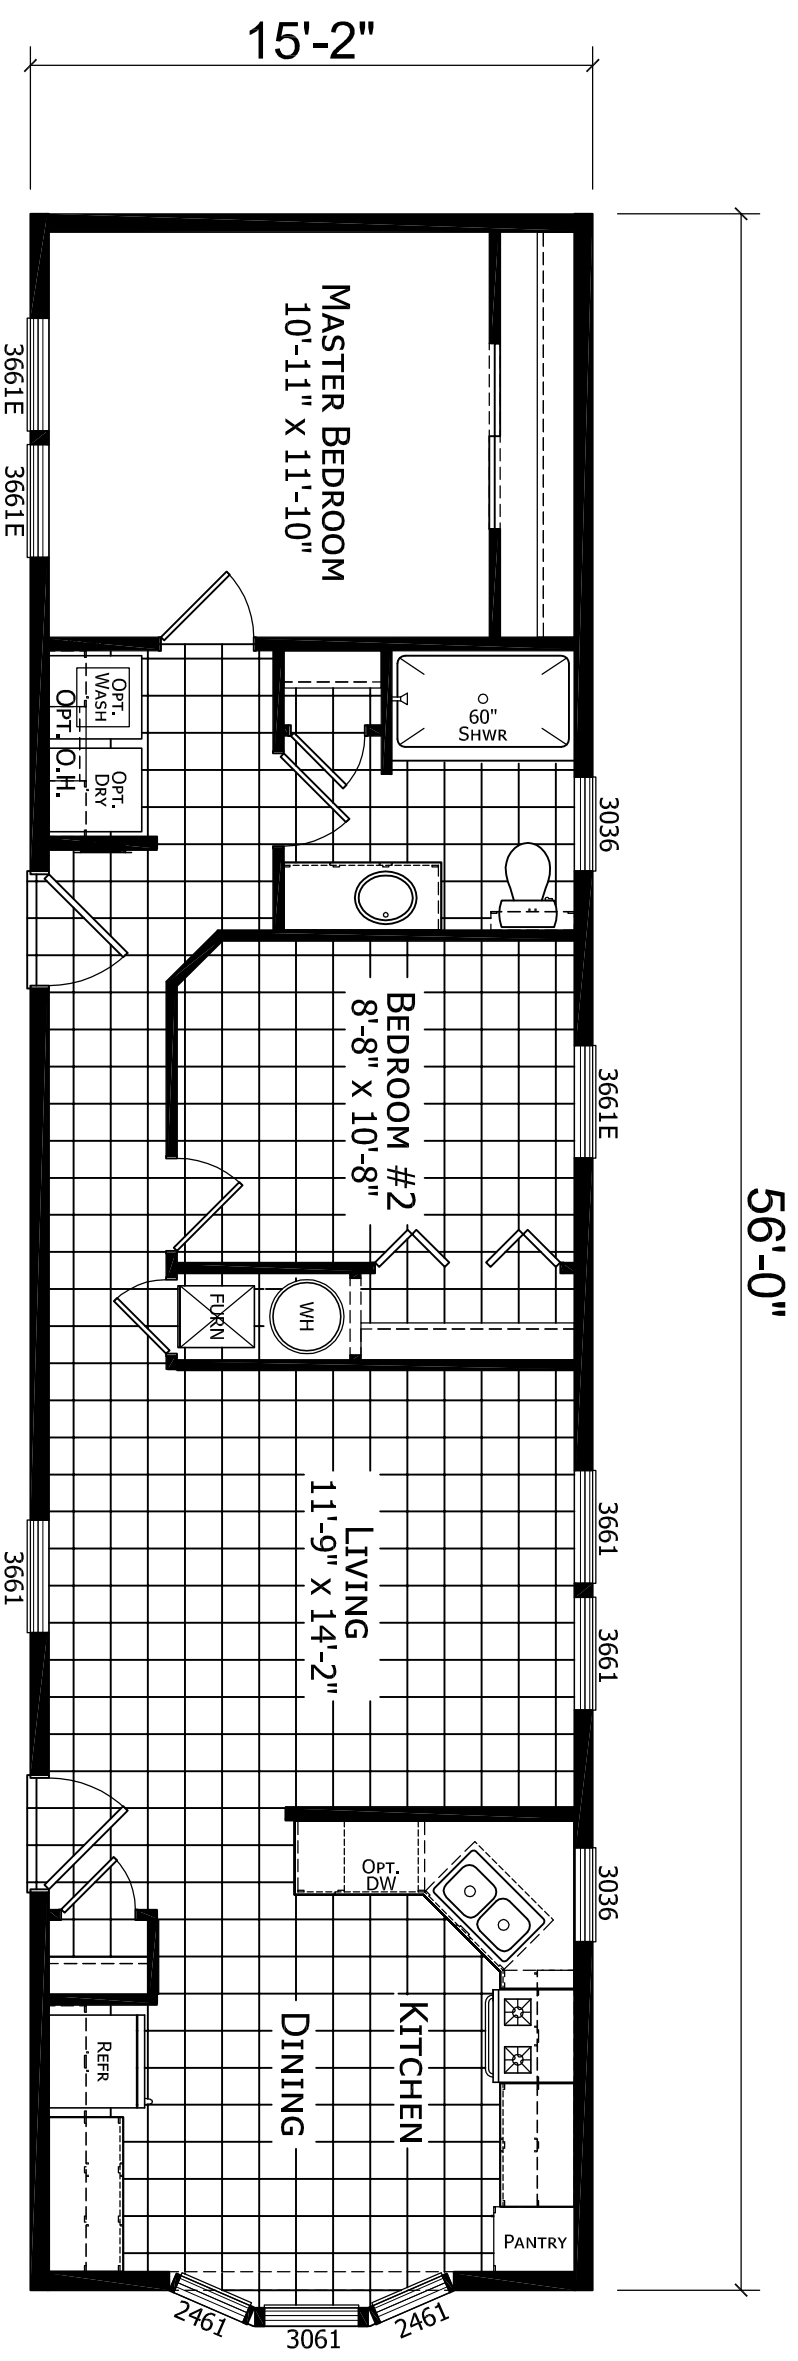 15'-2"
56'-0"
MASTER BEDROOM
10'-11" x 11'-10"
3661E
3661E
OPT.
WASH
OPT.
DRY
OPT. O.H.
60"
SHWR
3036
BEDROOM #2
8'-8" x 10'-8"
3661E
FURN
WH
LIVING
11'-9" x 14'-2"
3661
3661
3661
OPT.
DW
3036
KITCHEN
DINING
REFR
PANTRY
2461
3061
2461